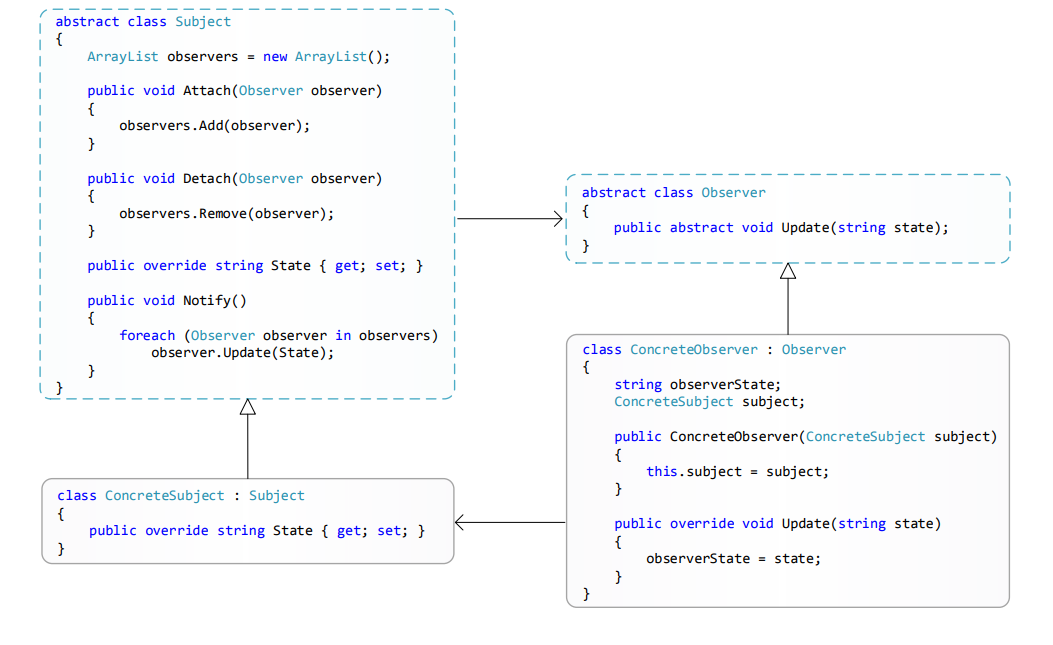 abstract class Subject
{
    ArrayList observers = new ArrayList();

    public void Attach(Observer observer)
    {
        observers.Add(observer);
    }

    public void Detach(Observer observer)
    {
        observers.Remove(observer);
    }

    public override string State { get; set; }

    public void Notify()
    {
        foreach (Observer observer in observers)
            observer.Update(State);
    }
}
abstract class Observer
{
    public abstract void Update(string state);
}
class ConcreteSubject : Subject
{
    public override string State { get; set; }
}
class ConcreteObserver : Observer
{
    string observerState;
    ConcreteSubject subject;

    public ConcreteObserver(ConcreteSubject subject)
    {
        this.subject = subject;
    }

    public override void Update(string state)
    {
        observerState = state;
    }
}